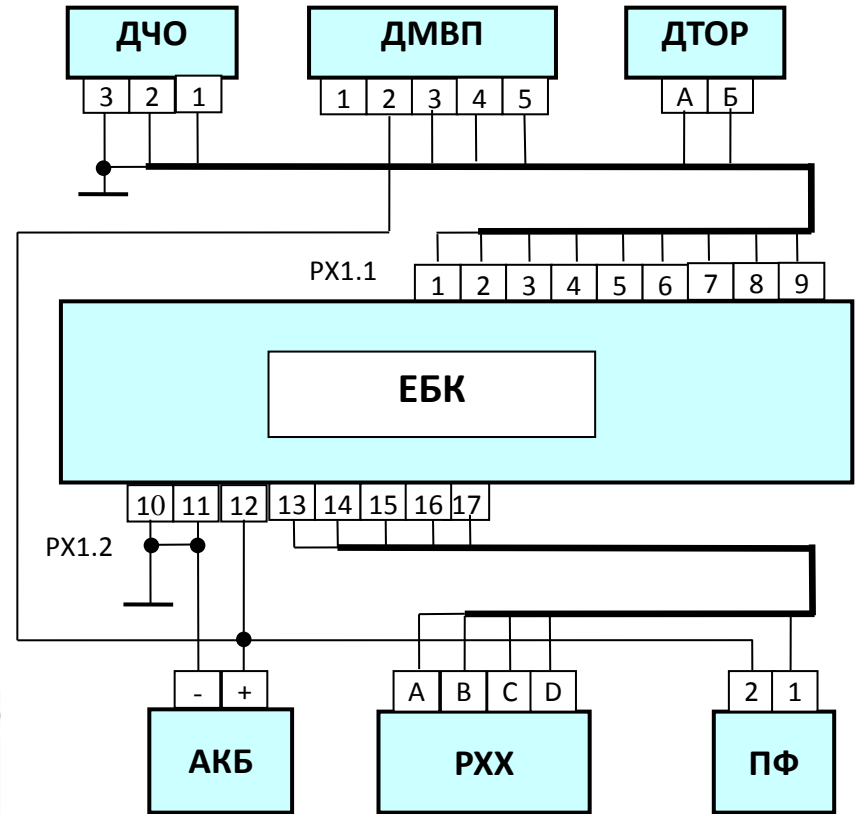 ДЧО ДМВП ДТОР
3 2 1 1 2 3 4 5 А Б
РХ1.1 1 2 3 4 5 6 7 8 9
ЕБК
10 11 12 13 14 15 16 17
РХ1.2
- + A B C D 2 1
АКБ РХХ ПФ